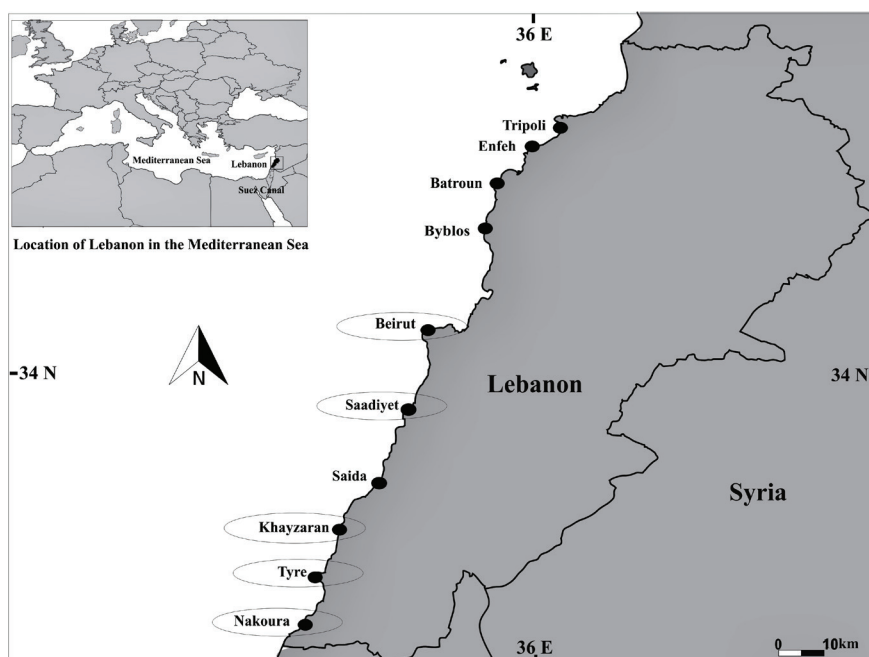 36 E
Mediterranean Sea
Lebanon
Suez Canal
Location of Lebanon in the Mediterranean Sea
Tripoli
Enfeh
Batroun
Byblos
Beirut
N
34 N
34 N
Lebanon
Saadiyet
Saida
Syria
Khayzaran
Tyre
Nakoura
36 E
0 10km